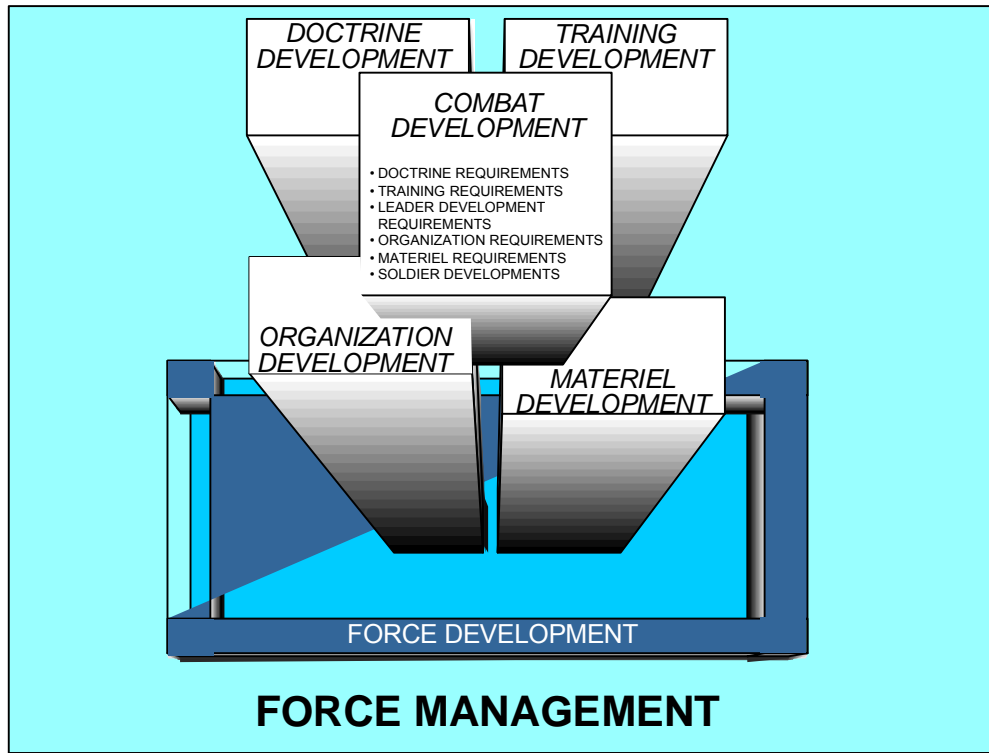 DOCTRINE
DEVELOPMENT
TRAINING
DEVELOPMENT
COMBAT
DEVELOPMENT
• DOCTRINE REQUIREMENTS
• TRAINING REQUIREMENTS
• LEADER DEVELOPMENT
REQUIREMENTS
• ORGANIZATION REQUIREMENTS
• MATERIEL REQUIREMENTS
• SOLDIER DEVELOPMENTS
ORGANIZATION
DEVELOPMENT
MATERIEL
DEVELOPMENT
FORCE DEVELOPMENT
FORCE MANAGEMENT